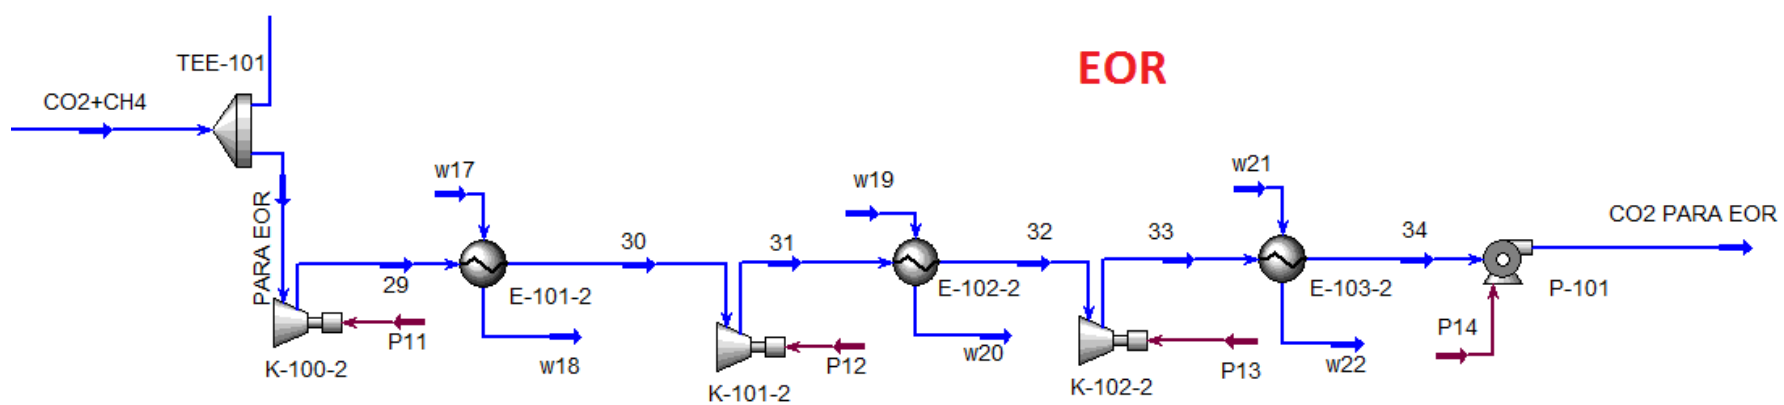 EOR
TEE-101
CO2+CH4
PARA EOR
K-100-2
P11
29
w17
E-101-2
w18
30
K-101-2
P12
31
w19
E-102-2
w20
32
K-102-2
P13
33
w21
E-103-2
w22
34
P14
P-101
CO2 PARA EOR